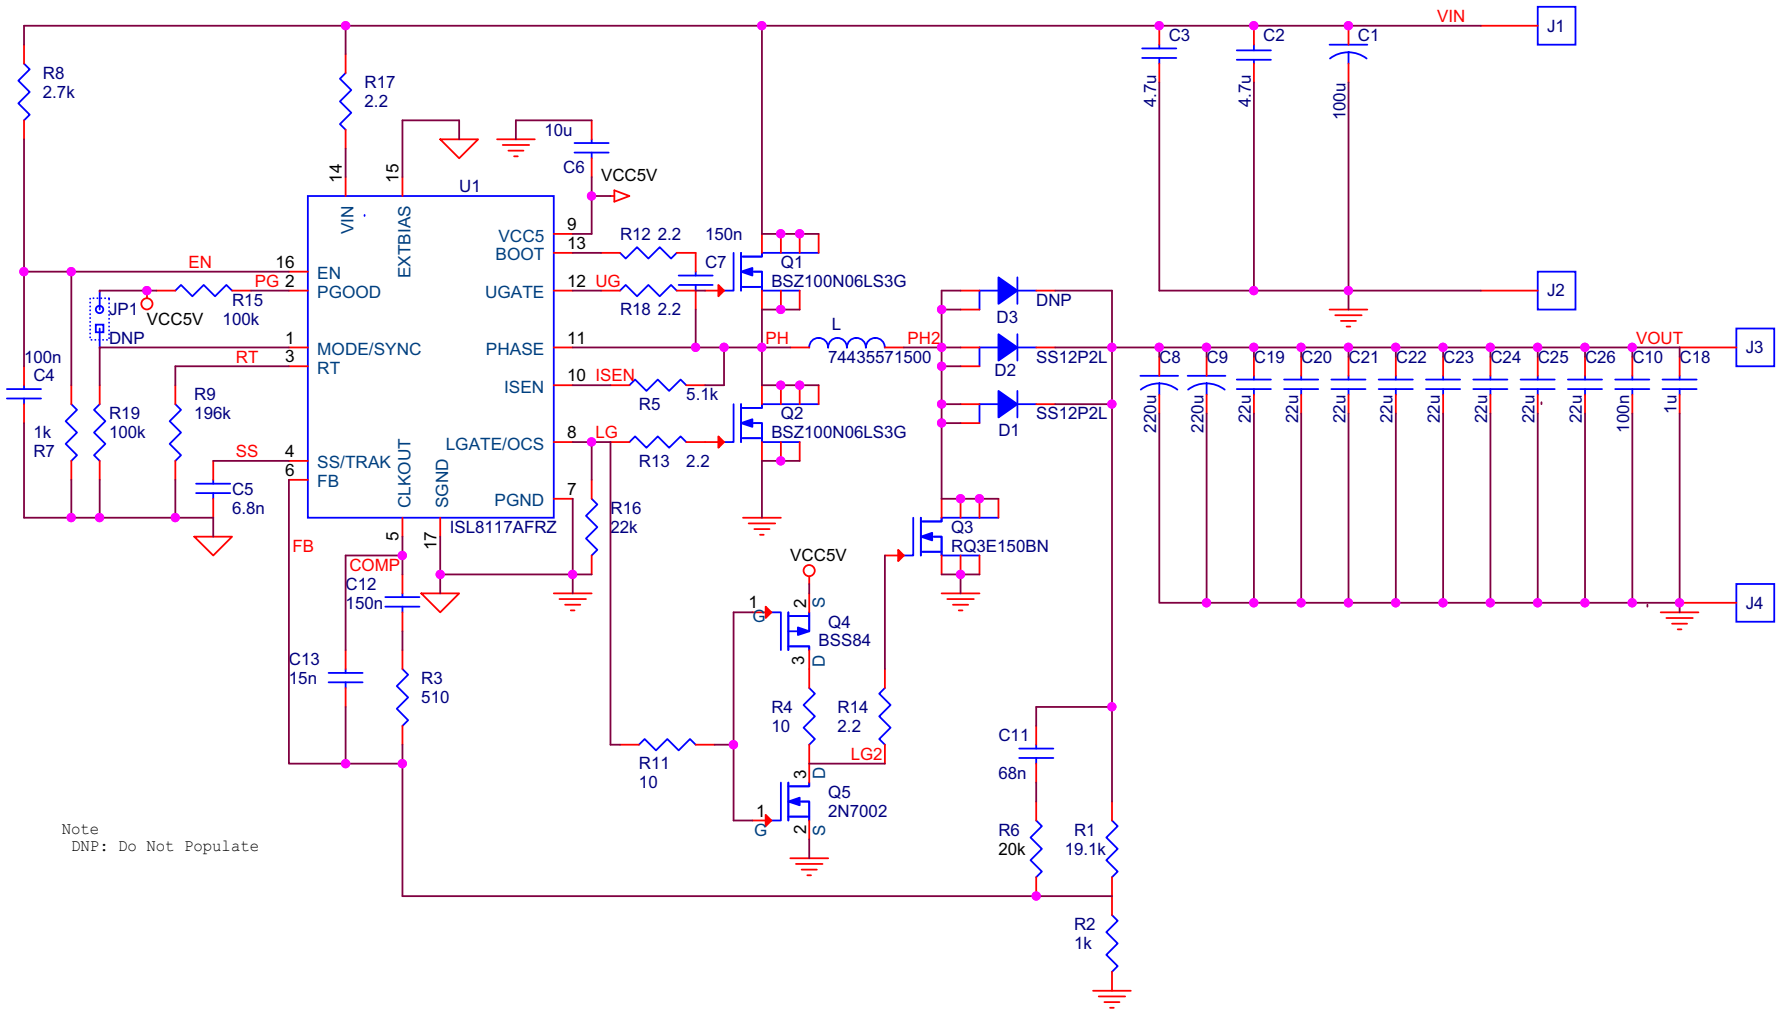 VIN
J1
C3
4.7u
C2
4.7u
C1
100u
J2
R8
2.7k
R17
2.2
14
15
10u
C6
VCC5V
U1
VIN
EXTBIAS
VCC5
9
BOOT
13
R12 2.2
150n
C7
Q1
BSZ100N06LS3G
EN
16
EN
PG
2
PGOOD
UGATE
12
UG
R18 2.2
JP1
DNP
VCC5V
R15
100k
1
MODE/SYNC
PHASE
11
PH
L
74435571500
PH2
D3
DNP
D2
SS12P2L
D1
SS12P2L
VOUT
J3
RT
3
RT
ISEN
10
ISEN
R5
5.1k
100n
C4
1k
R7
R19
100k
R9
196k
Q2
BSZ100N06LS3G
LGATE/OCS
8
LG
R13
2.2
SS
4
SS/TRAK
6
FB
C5
6.8n
CLKOUT
SGND
PGND
7
ISL8117AFRZ
5
17
R16
22k
C8
220u
C9
220u
C19
22u
C20
22u
C21
22u
C22
22u
C23
22u
C24
22u
C25
22u
C26
22u
C10
100n
C18
1u
J4
Q3
RQ3E150BN
FB
COMP
C12
150n
C13
15n
R3
510
VCC5V
1
G
2
S
Q4
BSS84
3
D
R4
10
R14
2.2
LG2
R11
10
3
D
Q5
2N7002
1
G
2
S
C11
68n
R6
20k
R1
19.1k
R2
1k
Note
DNP: Do Not Populate